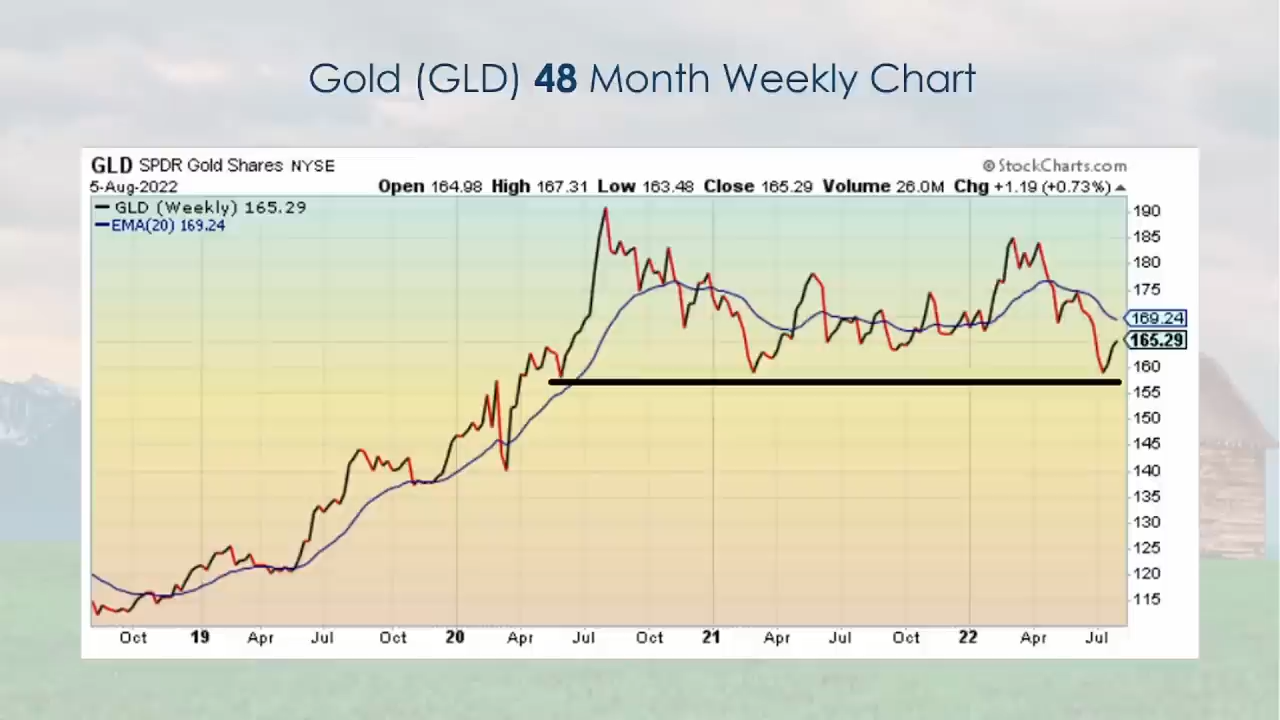 Gold (GLD) 48 Month Weekly Chart
GLD SPDR Gold Shares NYSE
© StockCharts.com
5-Aug-2022
Open 164.98 High 167.31 Low 163.48 Close 165.29 Volume 26.0M Chg +1.19 (+0.73%)
GLD (Weekly) 165.29
EMA(20) 169.24
190
185
180
175
169.24
165.29
160
155
150
145
140
135
130
125
120
115
Oct 19 Apr Jul Oct 20 Apr Jul Oct 21 Apr Jul Oct 22 Apr Jul